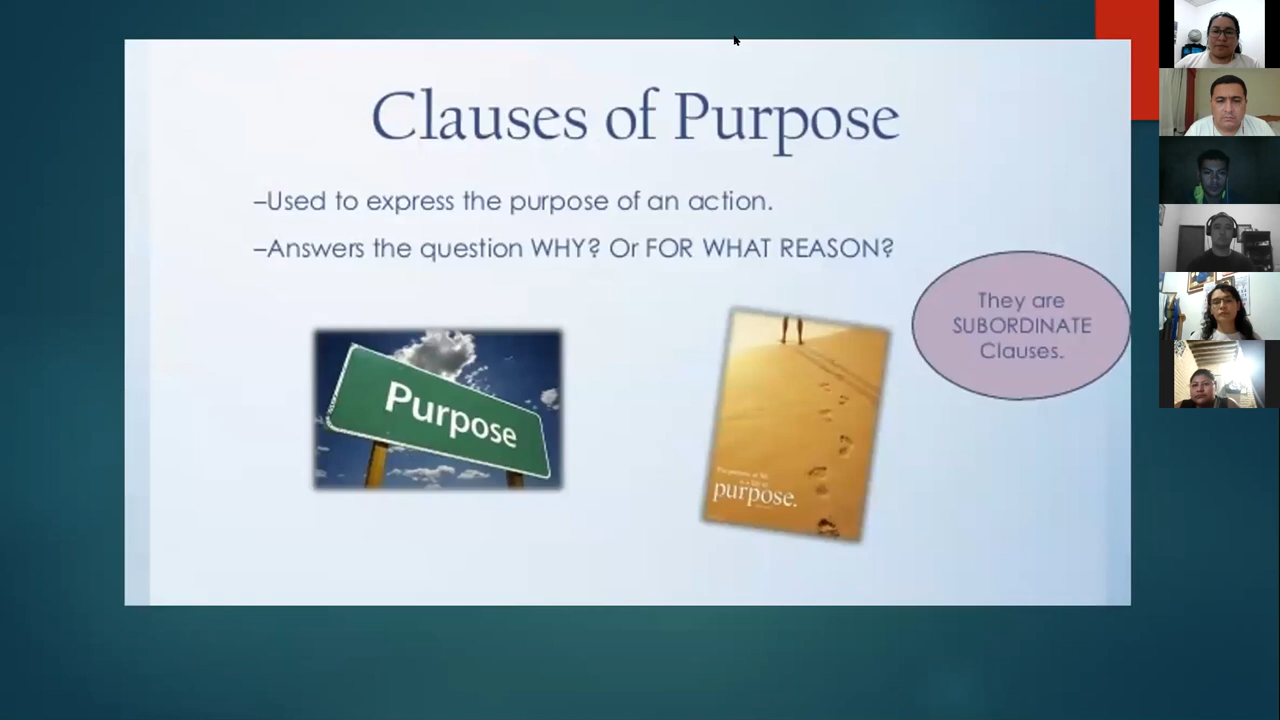 Clauses of Purpose
–Used to express the purpose of an action.
–Answers the question WHY? Or FOR WHAT REASON?
They are
SUBORDINATE
Clauses.
Purpose
purpose.